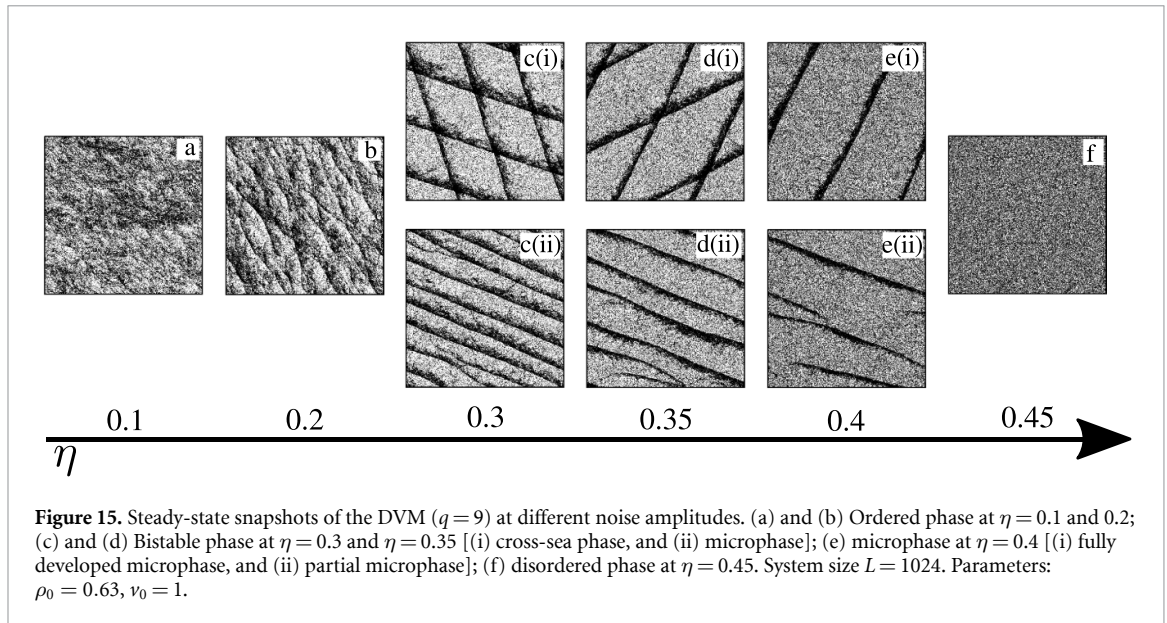 c(i)
d(i)
e(i)
a
b
f
c(ii)
d(ii)
e(ii)
0.1
0.2
0.3
0.35
0.4
0.45
η
Figure 15. Steady-state snapshots of the DVM (q = 9) at different noise amplitudes. (a) and (b) Ordered phase at η = 0.1 and 0.2;
(c) and (d) Bistable phase at η = 0.3 and η = 0.35 [(i) cross-sea phase, and (ii) microphase]; (e) microphase at η = 0.4 [(i) fully
developed microphase, and (ii) partial microphase]; (f) disordered phase at η = 0.45. System size L = 1024. Parameters:
ρ₀ = 0.63, v₀ = 1.